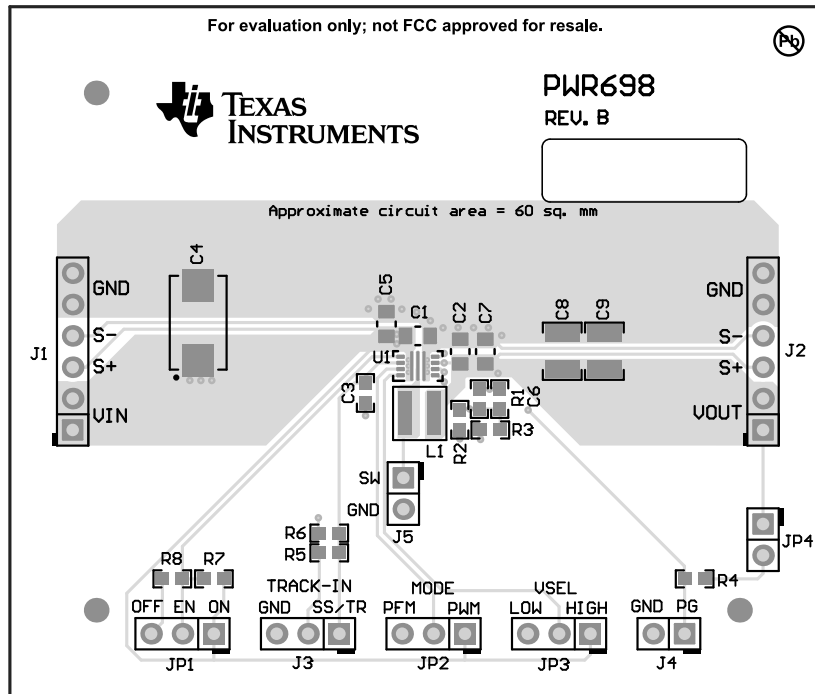 For evaluation only; not FCC approved for resale.
Pb
TEXAS
INSTRUMENTS
PWR698
REV. B
Approximate circuit area = 60 sq. mm
C4
C5
C1
C2
C7
C8
C9
GND
GND
J1
S-
S-
J2
S+
U1
S+
C3
R1
C6
VIN
VOUT
R2
R3
L1
SW
GND
J5
JP4
R6
R5
R8
R7
R4
TRACK-IN
MODE
VSEL
OFF
EN
ON
GND
SS/TR
PFM
PWM
LOW
HIGH
GND
PG
JP1
J3
JP2
JP3
J4